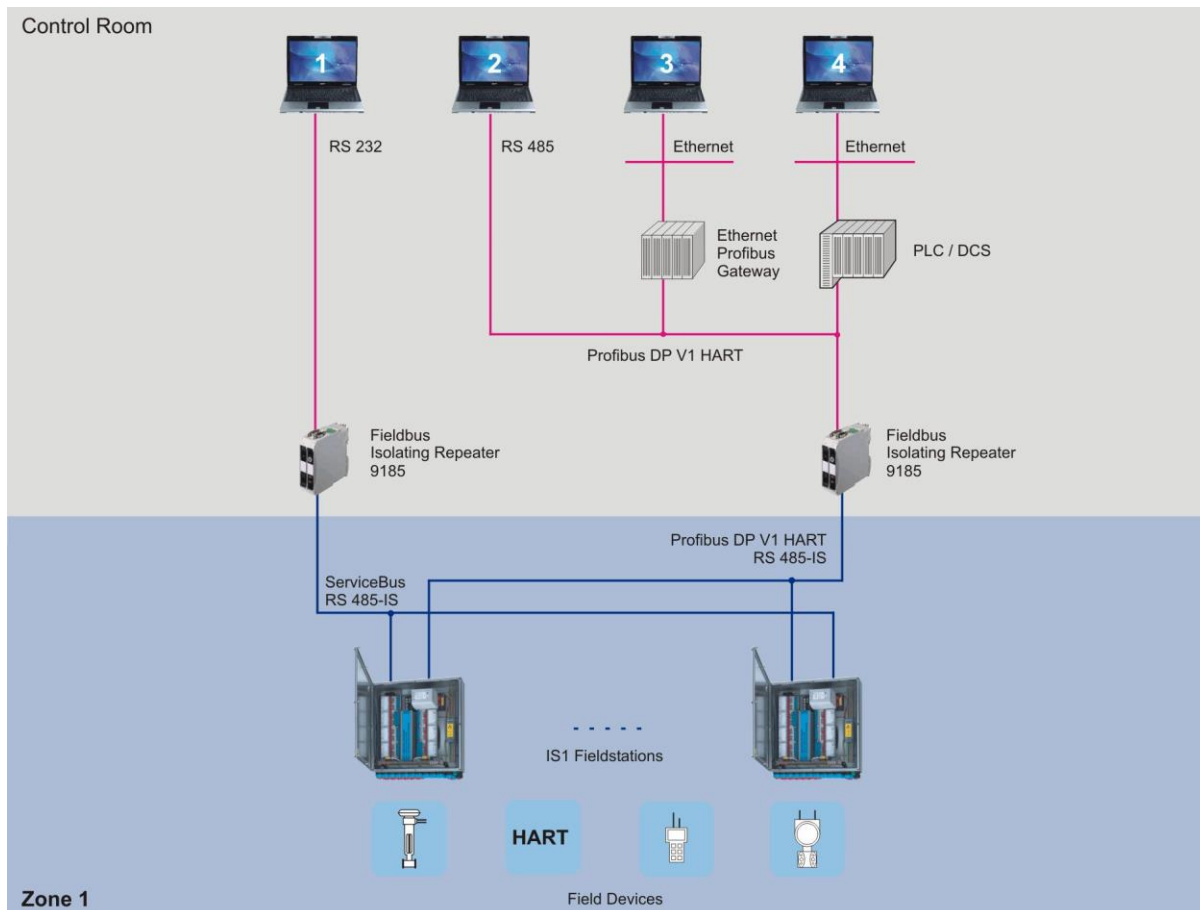 Control Room
1
2
3
4
RS 232
RS 485
Ethernet
Ethernet
Ethernet
Profibus
Gateway
PLC / DCS
Profibus DP V1 HART
Fieldbus
Isolating Repeater
9185
Fieldbus
Isolating Repeater
9185
Profibus DP V1 HART
RS 485-IS
ServiceBus
RS 485-IS
IS1 Fieldstations
HART
Field Devices
Zone 1